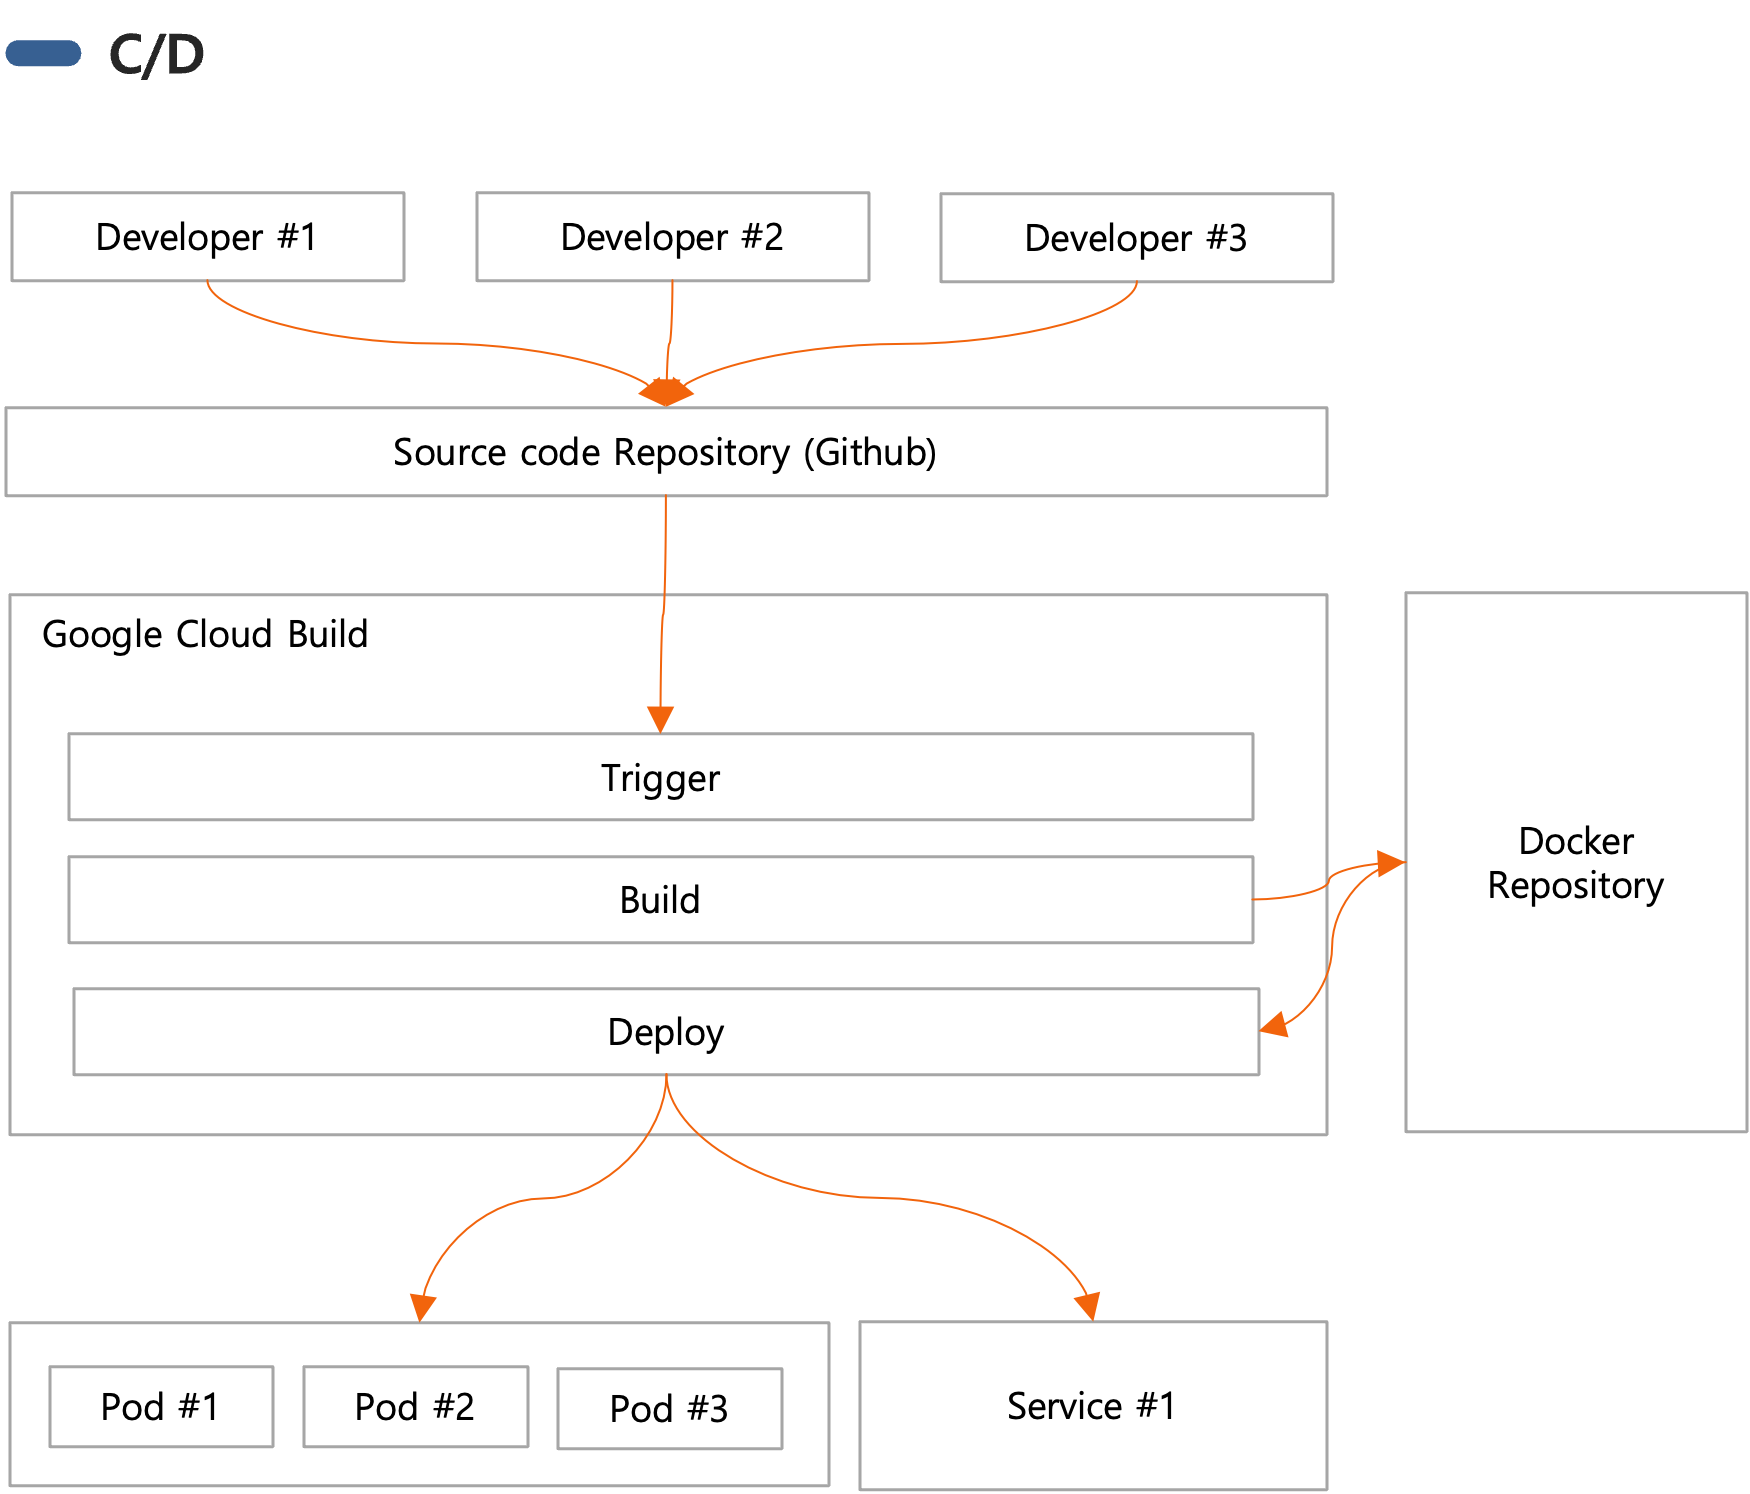 C/D
Developer #1
Developer #2
Developer #3
Source code Repository (Github)
Google Cloud Build
Trigger
Build
Deploy
Docker
Repository
Pod #1
Pod #2
Pod #3
Service #1